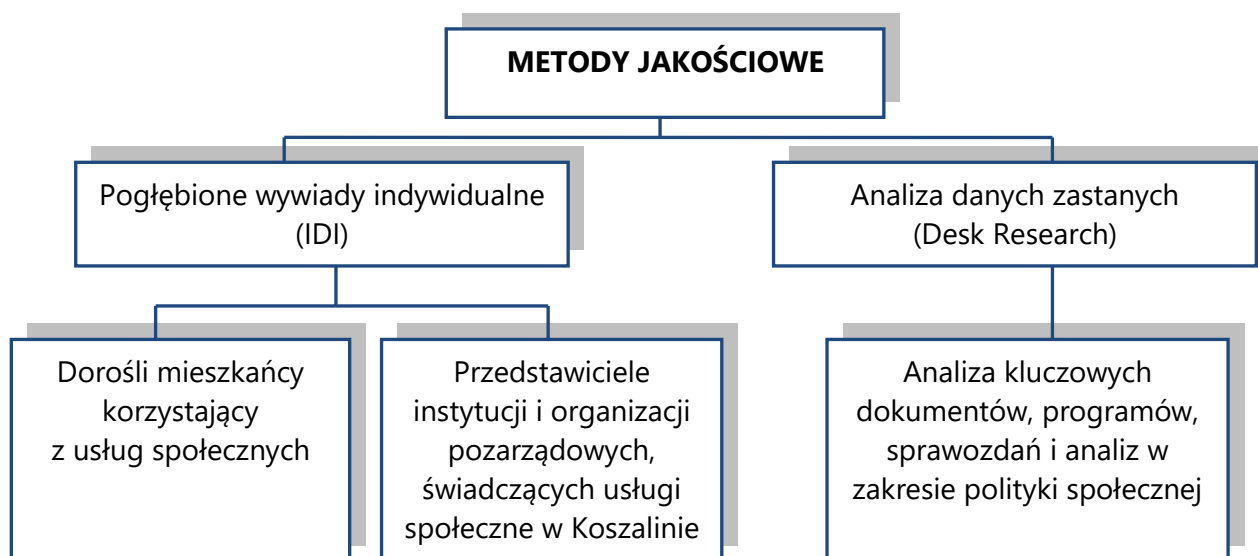 METODY JAKOŚCIOWE
Pogłębione wywiady indywidualne
(IDI)
Analiza danych zastanych
(Desk Research)
Dorośli mieszkańcy
korzystający
z usług społecznych
Przedstawiciele
instytucji i organizacji
pozarządowych,
świadczących usługi
społeczne w Koszalinie
Analiza kluczowych
dokumentów, programów,
sprawozdań i analiz w
zakresie polityki społecznej